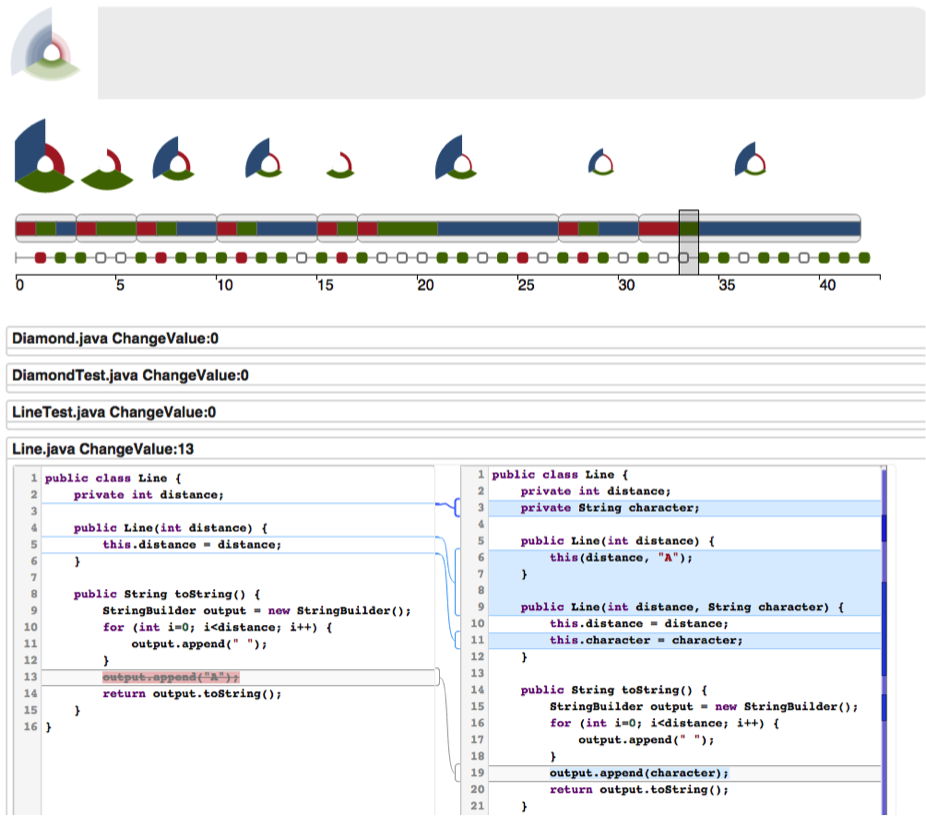 0 5 10 15 20 25 30 35 40
Diamond.java ChangeValue:0
DiamondTest.java ChangeValue:0
LineTest.java ChangeValue:0
Line.java ChangeValue:13
1 public class Line {
2 private int distance;
3
4 public Line(int distance) {
5 this.distance = distance;
6 }
7
8 public String toString() {
9 StringBuilder output = new StringBuilder();
10 for (int i=0; i<distance; i++) {
11 output.append(" ");
12 }
13 output.append("A");
14 return output.toString();
15 }
16 }
1 public class Line {
2 private int distance;
3 private String character;
4
5 public Line(int distance) {
6 this(distance, "A");
7 }
8
9 public Line(int distance, String character) {
10 this.distance = distance;
11 this.character = character;
12 }
13
14 public String toString() {
15 StringBuilder output = new StringBuilder();
16 for (int i=0; i<distance; i++) {
17 output.append(" ");
18 }
19 output.append(character);
20 return output.toString();
21 }